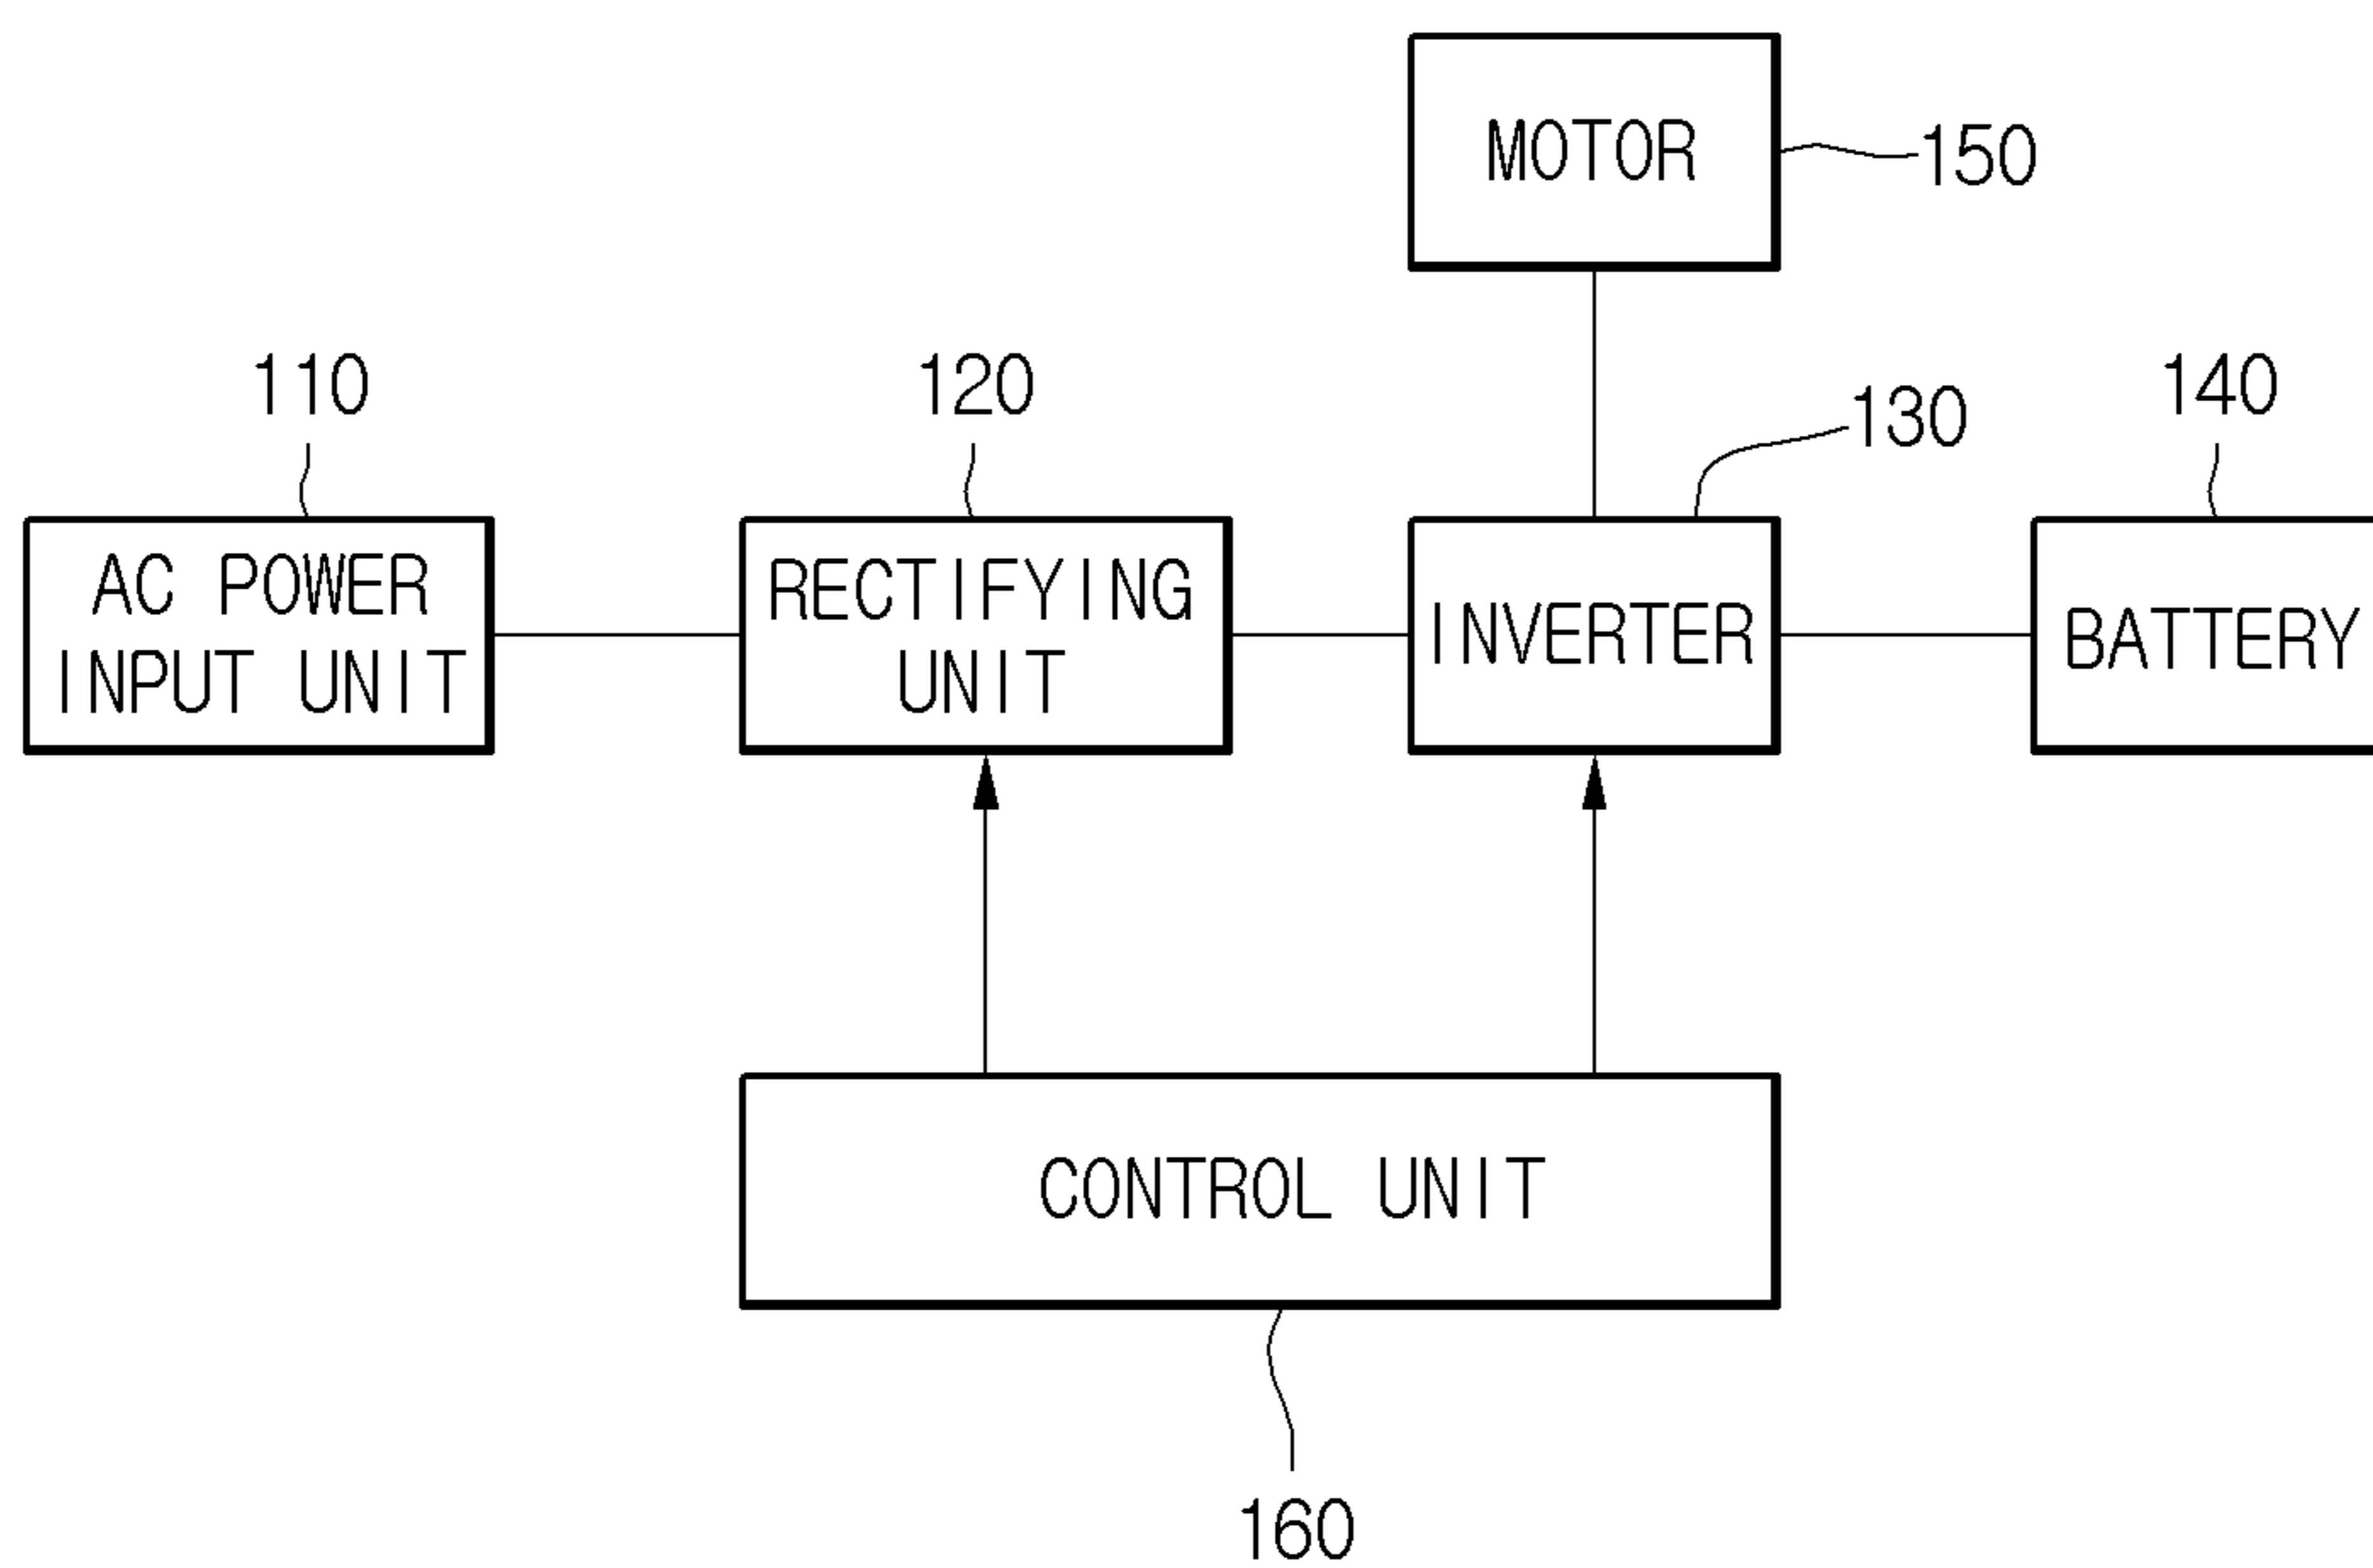 MOTOR
150
110
120
130
140
AC POWER
INPUT UNIT
RECTIFYING
UNIT
INVERTER
BATTERY
CONTROL UNIT
160